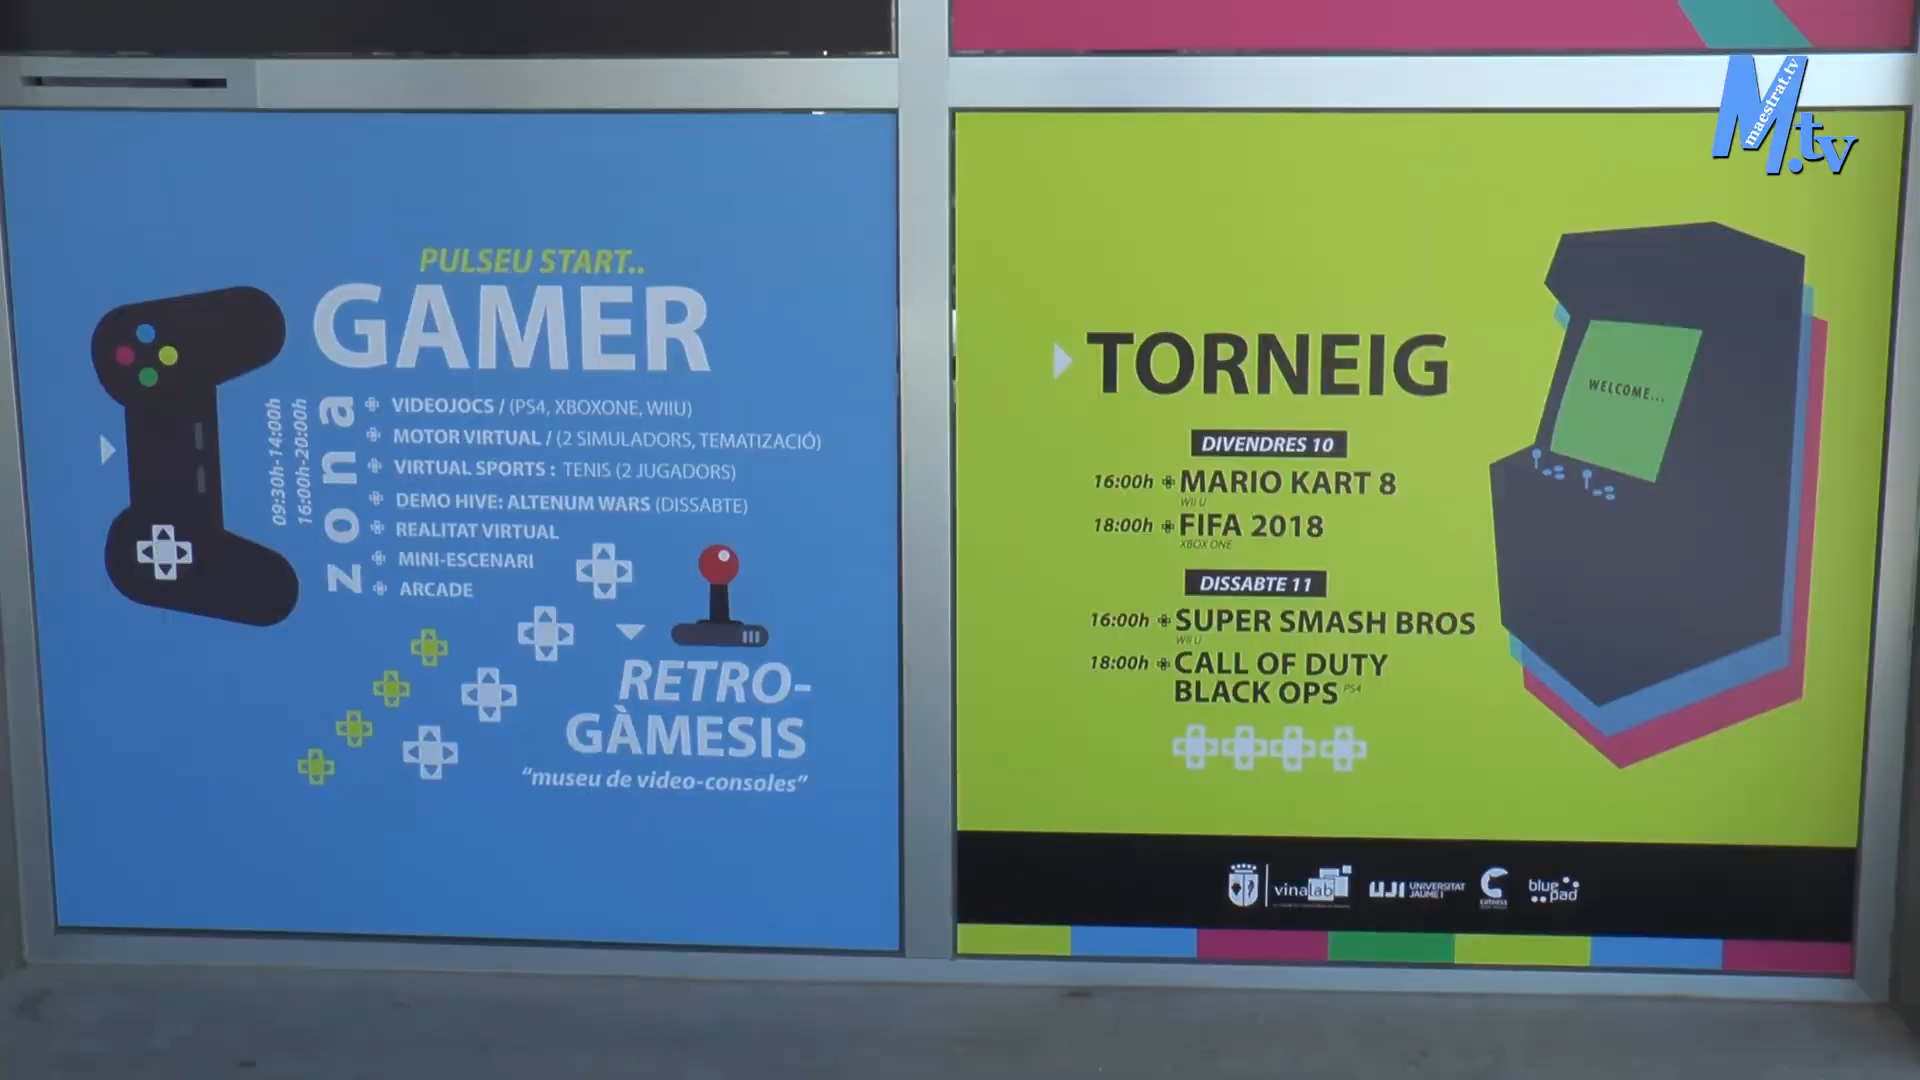 maestrat.tv
M.tv
PULSEU START..
GAMER
zona
09:30h-14:00h
16:00h-20:00h
VIDEOJOCS / (PS4, XBOXONE, WIIU)
MOTOR VIRTUAL / (2 SIMULADORS, TEMATIZACIÓ)
VIRTUAL SPORTS : TENIS (2 JUGADORS)
DEMO HIVE: ALTENUM WARS (DISSABTE)
REALITAT VIRTUAL
MINI-ESCENARI
ARCADE
RETRO-
GÀMESIS
“museu de video-consoles”
TORNEIG
DIVENDRES 10
16:00h MARIO KART 8
WII U
18:00h FIFA 2018
XBOX ONE
DISSABTE 11
16:00h SUPER SMASH BROS
WII U
18:00h CALL OF DUTY
BLACK OPS PS4
WELCOME...
vinalab
UJI UNIVERSITAT
JAUME I
blue
pad